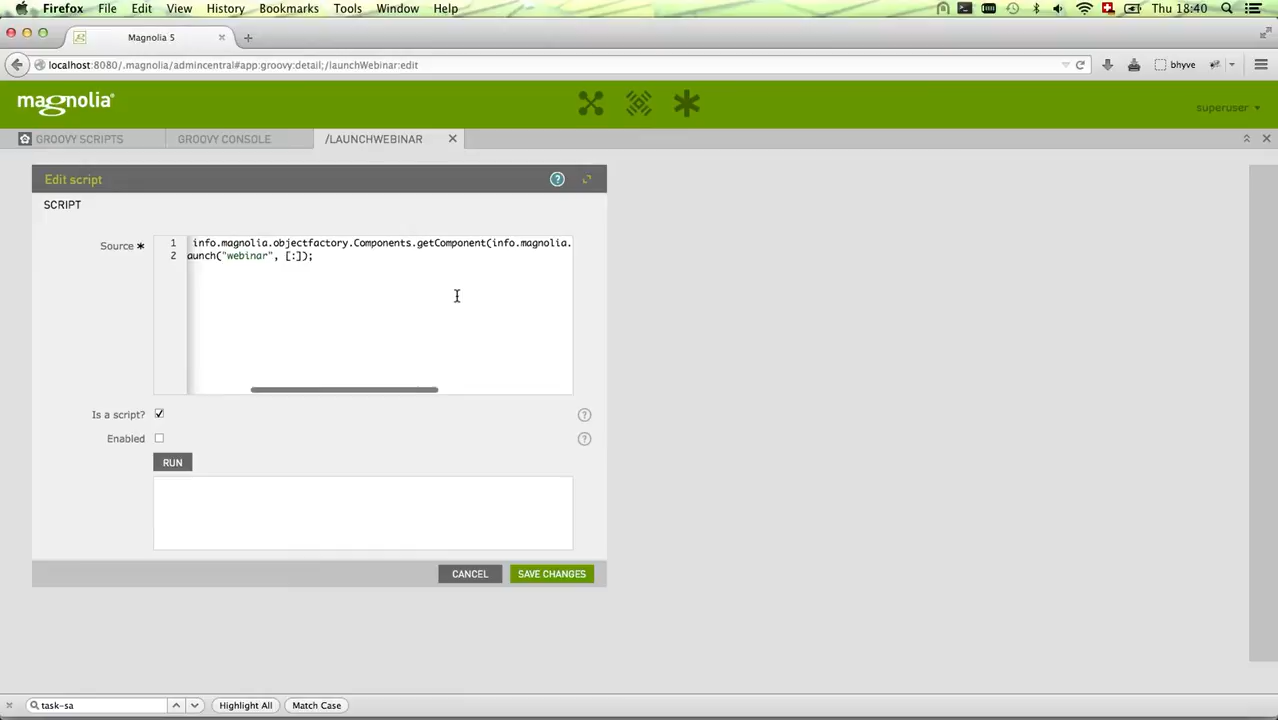 Firefox File Edit View History Bookmarks Tools Window Help Thu 18:40
Magnolia 5
localhost:8080/.magnolia/admincentral#app:groovy:detail;/launchWebinar:edit bhyve
magnolia®
superuser
GROOVY SCRIPTS GROOVY CONSOLE /LAUNCHWEBINAR
Edit script ?
SCRIPT
Source * 1 info.magnolia.objectfactory.Components.getComponent(info.magnolia.
2 aunch("webinar", [:]);
Is a script? ?
Enabled ?
RUN
CANCEL SAVE CHANGES
task-sa Highlight All Match Case